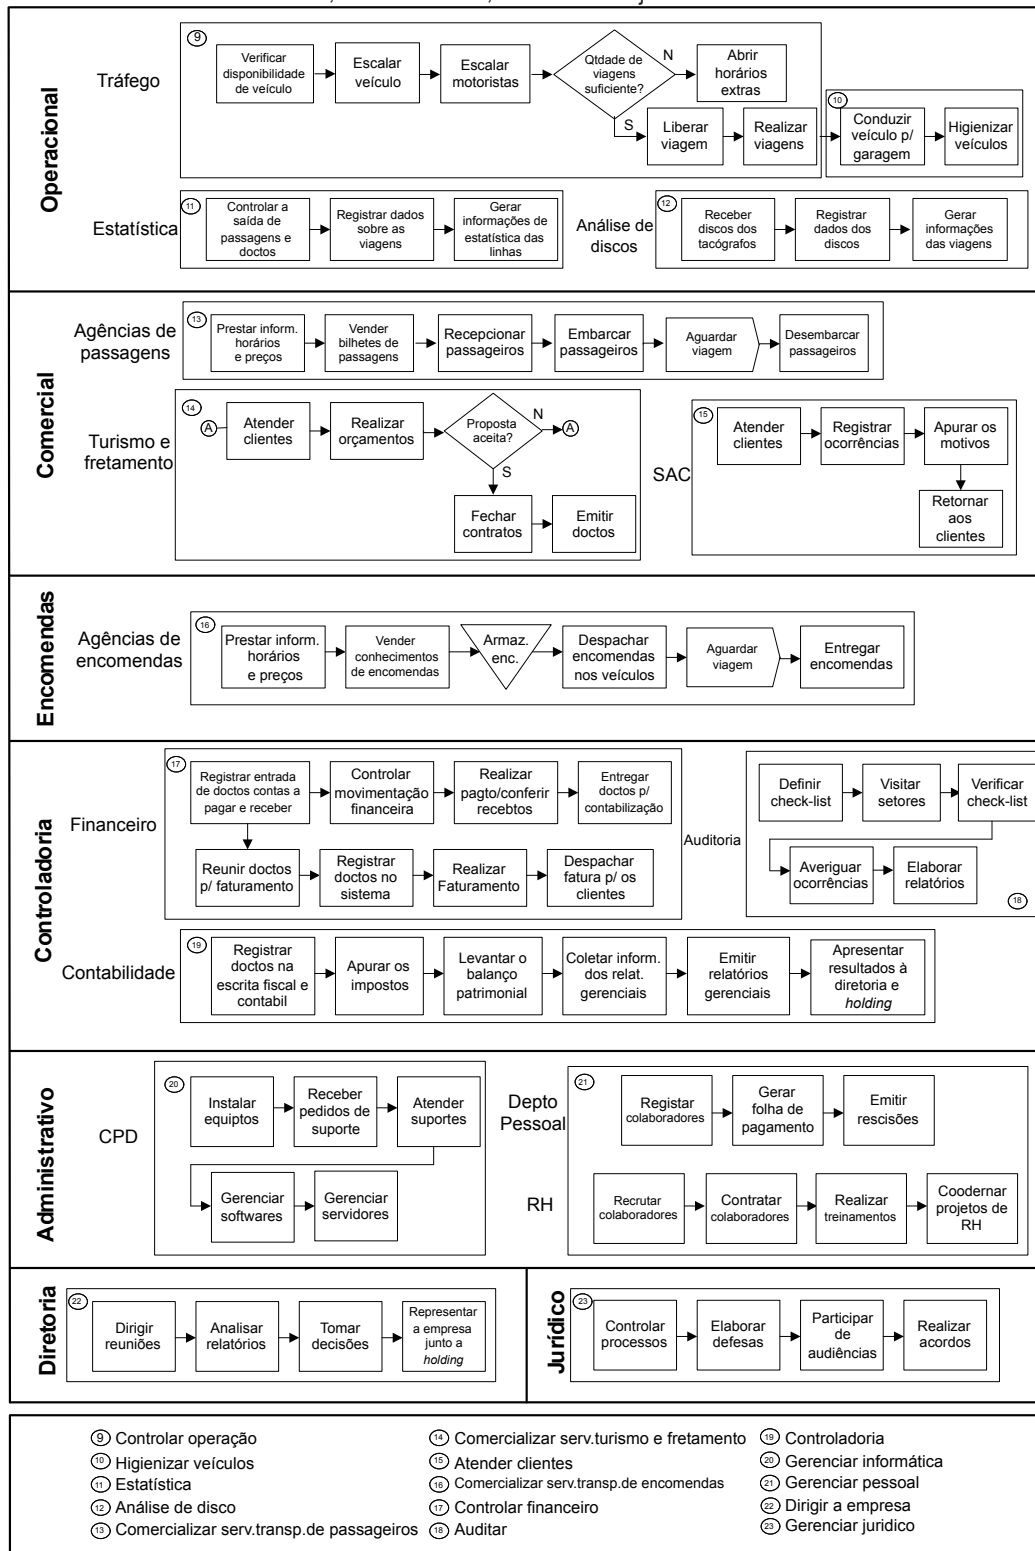 Operacional
Tráfego
9
Verificar
disponibilidade
de veículo
Escalar
veículo
Escalar
motoristas
Qtdade de
viagens
suficiente?
N
Abrir
horários
extras
S
Liberar
viagem
Realizar
viagens
10
Conduzir
veículo p/
garagem
Higienizar
veículos
Estatística
11
Controlar a
saída de
passagens e
doctos
Registrar dados
sobre as
viagens
Gerar
informações de
estatística das
linhas
Análise de
discos
12
Receber
discos dos
tacógrafos
Registrar
dados dos
discos
Gerar
informações
das viagens
Comercial
Agências de
passagens
13
Prestar inform.
horários
e preços
Vender
bilhetes de
passagens
Recepcionar
passageiros
Embarcar
passageiros
Aguardar
viagem
Desembarcar
passageiros
Turismo e
fretamento
14
A
Atender
clientes
Realizar
orçamentos
Proposta
aceita?
N
A
S
Fechar
contratos
Emitir
doctos
SAC
15
Atender
clientes
Registrar
ocorrências
Apurar os
motivos
Retornar
aos
clientes
Encomendas
Agências de
encomendas
16
Prestar inform.
horários
e preços
Vender
conhecimentos
de encomendas
Armaz.
enc.
Despachar
encomendas
nos veículos
Aguardar
viagem
Entregar
encomendas
Controladoria
Financeiro
17
Registrar entrada
de doctos contas a
pagar e receber
Controlar
movimentação
financeira
Realizar
pagto/conferir
recebtos
Entregar
doctos p/
contabilização
Reunir doctos
p/ faturamento
Registrar
doctos no
sistema
Realizar
Faturamento
Despachar
fatura p/ os
clientes
Auditoria
Definir
check-list
Visitar
setores
Verificar
check-list
Averiguar
ocorrências
Elaborar
relatórios
18
Contabilidade
19
Registrar
doctos na
escrita fiscal e
contabil
Apurar os
impostos
Levantar o
balanço
patrimonial
Coletar inform.
dos relat.
gerenciais
Emitir
relatórios
gerenciais
Apresentar
resultados à
diretoria e
holding
Administrativo
CPD
20
Instalar
equiptos
Receber
pedidos de
suporte
Atender
suportes
Gerenciar
softwares
Gerenciar
servidores
Depto
Pessoal
21
Registar
colaboradores
Gerar
folha de
pagamento
Emitir
rescisões
RH
Recrutar
colaboradores
Contratar
colaboradores
Realizar
treinamentos
Coodernar
projetos de
RH
Diretoria
22
Dirigir
reuniões
Analisar
relatórios
Tomar
decisões
Representar
a empresa
junto a
holding
Jurídico
23
Controlar
processos
Elaborar
defesas
Participar
de
audiências
Realizar
acordos
9 Controlar operação
10 Higienizar veículos
11 Estatística
12 Análise de disco
13 Comercializar serv.transp.de passageiros
14 Comercializar serv.turismo e fretamento
15 Atender clientes
16 Comercializar serv.transp.de encomendas
17 Controlar financeiro
18 Auditar
19 Controladoria
20 Gerenciar informática
21 Gerenciar pessoal
22 Dirigir a empresa
23 Gerenciar juridico